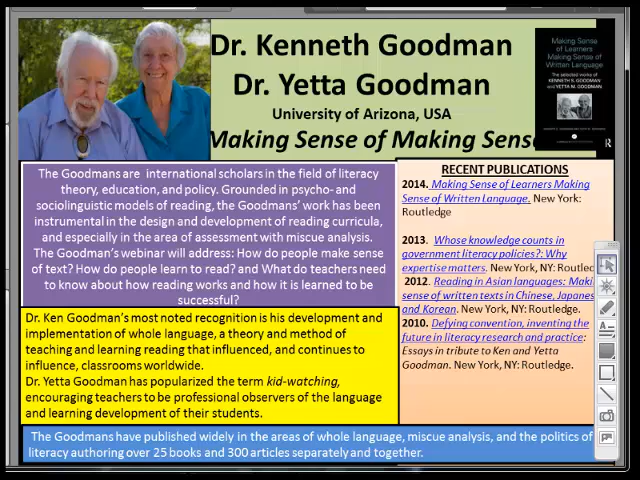 Dr. Kenneth Goodman
Dr. Yetta Goodman
University of Arizona, USA
Making Sense of Making Sens
Making Sense
of Learners
Making Sense of
Written Language
The selected works of
KENNETH S. GOODMAN
and YETTA M. GOODMAN
The Goodmans are international scholars in the field of literacy
theory, education, and policy. Grounded in psycho- and
sociolinguistic models of reading, the Goodmans' work has been
instrumental in the design and development of reading curricula,
and especially in the area of assessment with miscue analysis.
The Goodman's webinar will address: How do people make sense
of text? How do people learn to read? and What do teachers need
to know about how reading works and how it is learned to be
successful?
Dr. Ken Goodman's most noted recognition is his development and
implementation of whole language, a theory and method of
teaching and learning reading that influenced, and continues to
influence, classrooms worldwide.
Dr. Yetta Goodman has popularized the term kid-watching,
encouraging teachers to be professional observers of the language
and learning development of their students.
RECENT PUBLICATIONS
2014. Making Sense of Learners Making
Sense of Written Language. New York:
Routledge
2013. Whose knowledge counts in
government literacy policies?: Why
expertise matters. New York, NY: Routled
2012. Reading in Asian languages: Maki
sense of written texts in Chinese, Japanes
and Korean. New York, NY: Routledge.
2010. Defying convention, inventing the
future in literacy research and practice:
Essays in tribute to Ken and Yetta
Goodman. New York, NY: Routledge.
The Goodmans have published widely in the areas of whole language, miscue analysis, and the politics of
literacy authoring over 25 books and 300 articles separately and together.